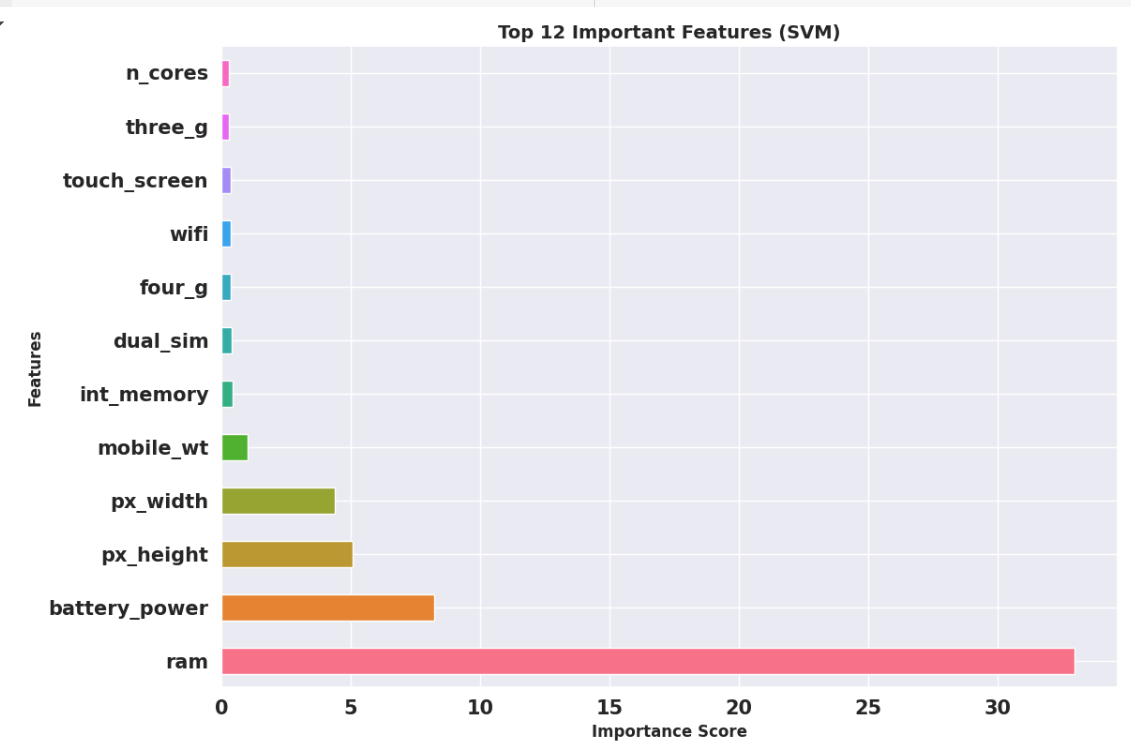 Top 12 Important Features (SVM)
n_cores
three_g
touch_screen
wifi
four_g
dual_sim
int_memory
mobile_wt
px_width
px_height
battery_power
ram
Features
0 5 10 15 20 25 30
Importance Score